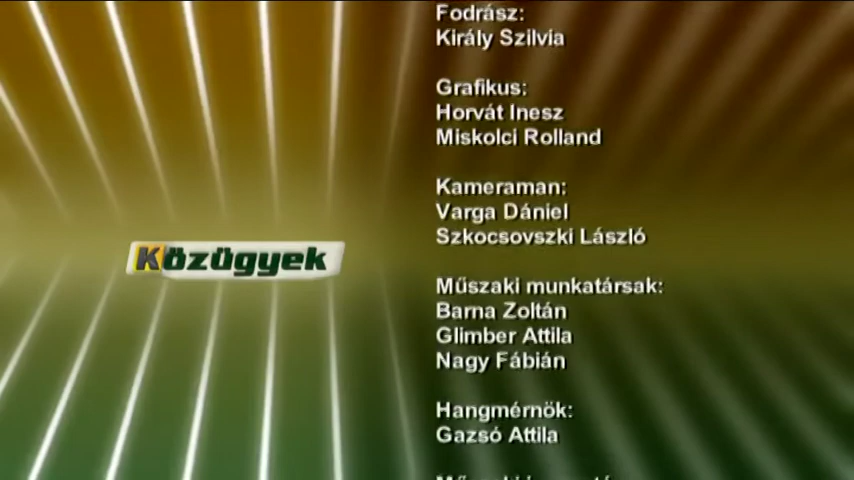 Fodrász:
Király Szilvia
Grafikus:
Horvát Inesz
Miskolci Rolland
Kameraman:
Varga Dániel
Szkocsovszki László
Közügyek
Műszaki munkatársak:
Barna Zoltán
Glimber Attila
Nagy Fábián
Hangmérnök:
Gazsó Attila